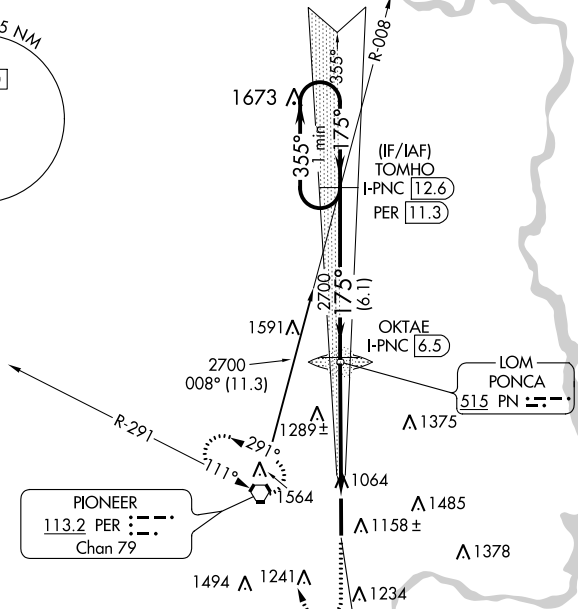 5 NM
R-008
355°
1673
175°
355°
1 min
(IF/IAF)
TOMHO
I-PNC 12.6
PER 11.3
2700
175°
(6.1)
1591
OKTAE
I-PNC 6.5
2700
008° (11.3)
LOM
PONCA
515 PN
R-291
1289±
1375
291°
111°
1564
1064
PIONEER
113.2 PER
Chan 79
1485
1158±
1378
1494
1241
1234